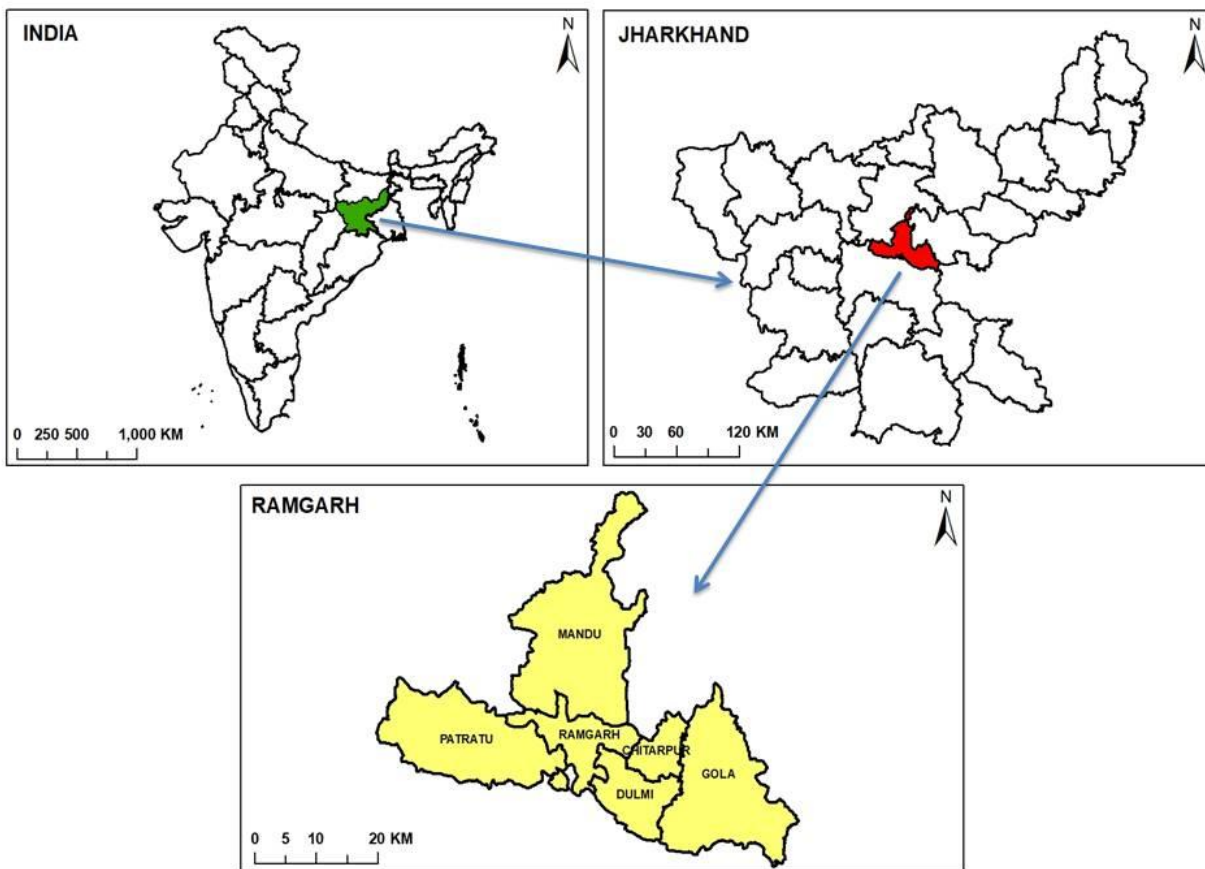 INDIA
N
0 250 500 1,000 KM
JHARKHAND
N
0 30 60 120 KM
RAMGARH
N
MANDU
PATRATU
RAMGARH
CHITARPUR
GOLA
DULMI
0 5 10 20 KM